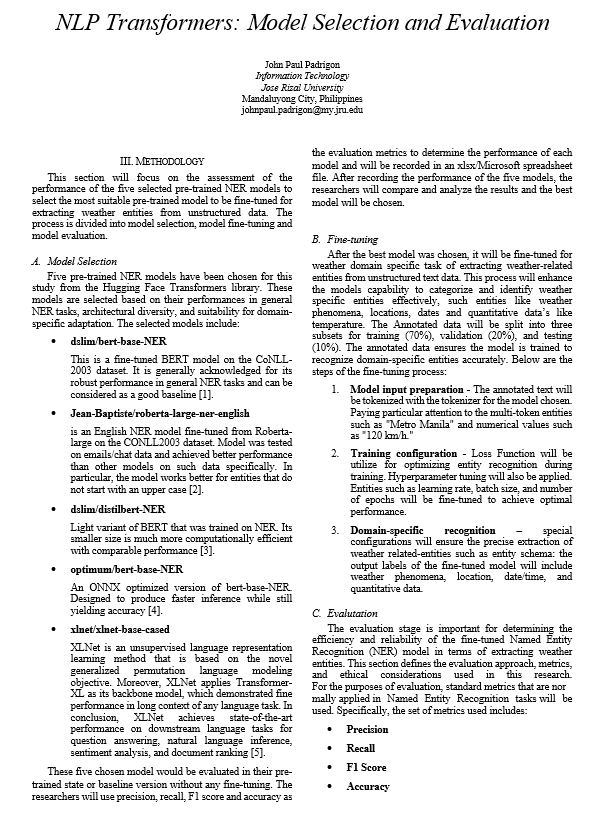 NLP Transformers: Model Selection and Evaluation
John Paul Padrigon
Information Technology
Jose Rizal University
Mandaluyong City, Philippines
johnpaul.padrigon@my.jru.edu
III. METHODOLOGY
This section will focus on the assessment of the
performance of the five selected pre-trained NER models to
select the most suitable pre-trained model to be fine-tuned for
extracting weather entities from unstructured data. The
process is divided into model selection, model fine-tuning and
model evaluation.
A. Model Selection
Five pre-trained NER models have been chosen for this
study from the Hugging Face Transformers library. These
models are selected based on their performances in general
NER tasks, architectural diversity, and suitability for domain-
specific adaptation. The selected models include:
• dslim/bert-base-NER
This is a fine-tuned BERT model on the CoNLL-
2003 dataset. It is generally acknowledged for its
robust performance in general NER tasks and can be
considered as a good baseline [1].
• Jean-Baptiste/roberta-large-ner-english
is an English NER model fine-tuned from Roberta-
large on the CONLL2003 dataset. Model was tested
on emails/chat data and achieved better performance
than other models on such data specifically. In
particular, the model works better for entities that do
not start with an upper case [2].
• dslim/distilbert-NER
Light variant of BERT that was trained on NER. Its
smaller size is much more computationally efficient
with comparable performance [3].
• optimum/bert-base-NER
An ONNX optimized version of bert-base-NER.
Designed to produce faster inference while still
yielding accuracy [4].
• xlnet/xlnet-base-cased
XLNet is an unsupervised language representation
learning method that is based on the novel
generalized permutation language modeling
objective. Moreover, XLNet applies Transformer-
XL as its backbone model, which demonstrated fine
performance in long context of any language task. In
conclusion, XLNet achieves state-of-the-art
performance on downstream language tasks for
question answering, natural language inference,
sentiment analysis, and document ranking [5].
These five chosen model would be evaluated in their pre-
trained state or baseline version without any fine-tuning. The
researchers will use precision, recall, F1 score and accuracy as
the evaluation metrics to determine the performance of each
model and will be recorded in an xlsx/Microsoft spreadsheet
file. After recording the performance of the five models, the
researchers will compare and analyze the results and the best
model will be chosen.
B. Fine-tuning
After the best model was chosen, it will be fine-tuned for
weather domain specific task of extracting weather-related
entities from unstructured text data. This process will enhance
the models capability to categorize and identify weather
specific entities effectively, such entities like weather
phenomena, locations, dates and quantitative data's like
temperature. The Annotated data will be split into three
subsets for training (70%), validation (20%), and testing
(10%). The annotated data ensures the model is trained to
recognize domain-specific entities accurately. Below are the
steps of the fine-tuning process:
1. Model input preparation - The annotated text will
be tokenized with the tokenizer for the model chosen.
Paying particular attention to the multi-token entities
such as "Metro Manila" and numerical values such
as "120 km/h."
2. Training configuration - Loss Function will be
utilize for optimizing entity recognition during
training. Hyperparameter tuning will also be applied.
Entities such as learning rate, batch size, and number
of epochs will be fine-tuned to achieve optimal
performance.
3. Domain-specific recognition – special
configurations will ensure the precise extraction of
weather related-entities such as entity schema: the
output labels of the fine-tuned model will include
weather phenomena, location, date/time, and
quantitative data.
C. Evalutation
The evaluation stage is important for determining the
efficiency and reliability of the fine-tuned Named Entity
Recognition (NER) model in terms of extracting weather
entities. This section defines the evaluation approach, metrics,
and ethical considerations used in this research.
For the purposes of evaluation, standard metrics that are nor
mally applied in Named Entity Recognition tasks will be
used. Specifically, the set of metrics used includes:
• Precision
• Recall
• F1 Score
• Accuracy